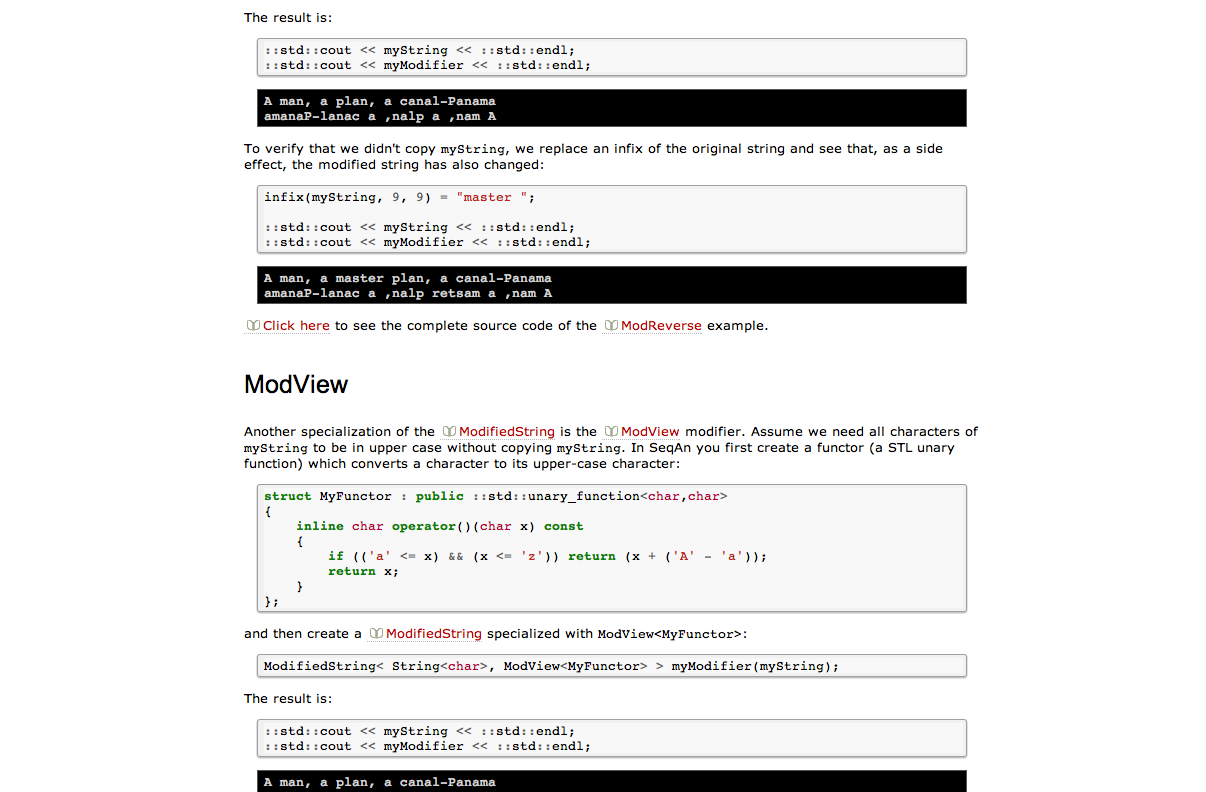 The result is:
::std::cout << myString << ::std::endl;
::std::cout << myModifier << ::std::endl;
A man, a plan, a canal-Panama
amanaP-lanac a ,nalp a ,nam A
To verify that we didn't copy myString, we replace an infix of the original string and see that, as a side
effect, the modified string has also changed:
infix(myString, 9, 9) = "master ";
::std::cout << myString << ::std::endl;
::std::cout << myModifier << ::std::endl;
A man, a master plan, a canal-Panama
amanaP-lanac a ,nalp retsam a ,nam A
Click here to see the complete source code of the ModReverse example.
ModView
Another specialization of the ModifiedString is the ModView modifier. Assume we need all characters of
myString to be in upper case without copying myString. In SeqAn you first create a functor (a STL unary
function) which converts a character to its upper-case character:
struct MyFunctor : public ::std::unary_function<char,char>
{
    inline char operator()(char x) const
    {
        if (('a' <= x) && (x <= 'z')) return (x + ('A' - 'a'));
        return x;
    }
};
and then create a ModifiedString specialized with ModView<MyFunctor>:
ModifiedString< String<char>, ModView<MyFunctor> > myModifier(myString);
The result is:
::std::cout << myString << ::std::endl;
::std::cout << myModifier << ::std::endl;
A man, a plan, a canal-Panama